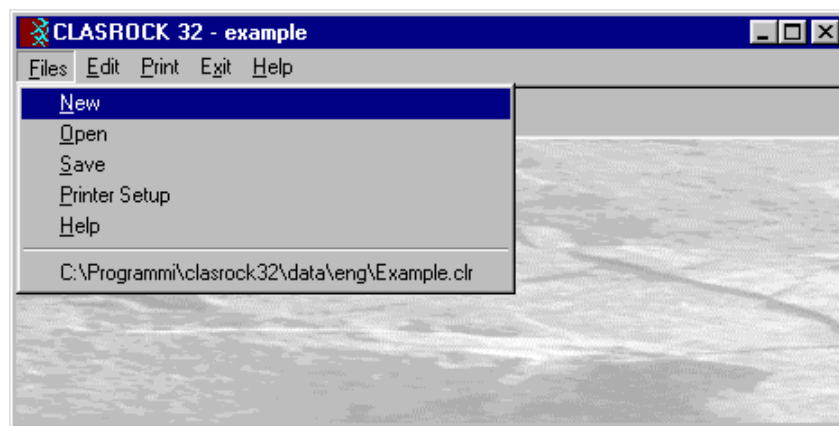 CLASROCK 32 - example
Files Edit Print Exit Help
New
Open
Save
Printer Setup
Help
C:\Programmi\clasrock32\data\eng\Example.clr